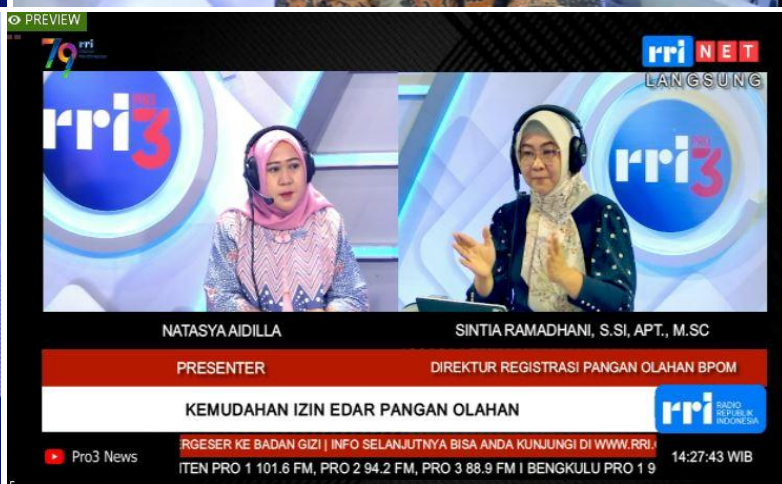 PREVIEW
79 rri
rri NET
LANGSUNG
rri3
PRO
rri3
NATASYA AIDILLA
SINTIA RAMADHANI, S.SI, APT., M.SC
PRESENTER
DIREKTUR REGISTRASI PANGAN OLAHAN BPOM
KEMUDAHAN IZIN EDAR PANGAN OLAHAN
rri RADIO REPUBLIK INDONESIA
Pro3 News
RGESER KE BADAN GIZI | INFO SELANJUTNYA BISA ANDA KUNJUNGI DI WWW.RRI.
ITEN PRO 1 101.6 FM, PRO 2 94.2 FM, PRO 3 88.9 FM I BENGKULU PRO 1 9
14:27:43 WIB